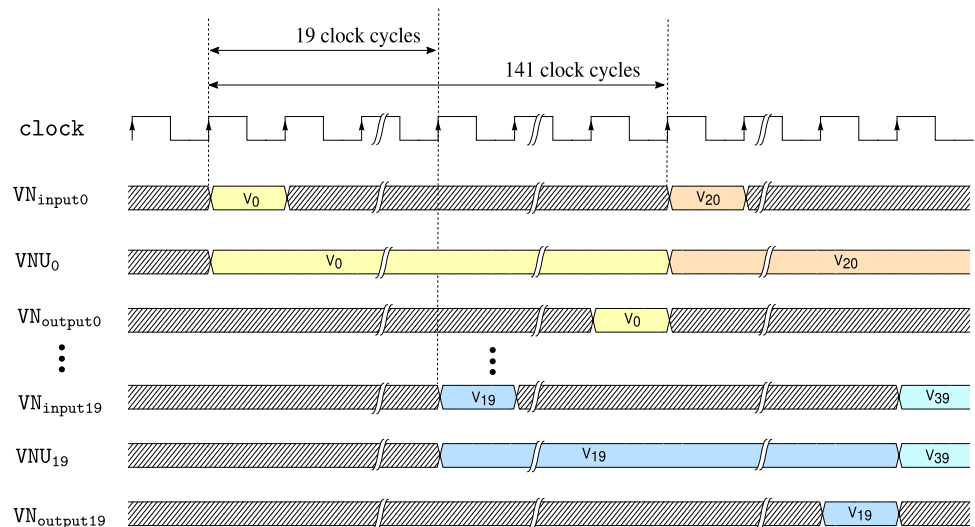 19 clock cycles
141 clock cycles
clock
VNinput0 V0 V20
VNU0 V0 V20
VNoutput0 V0
VNinput19 V19 V39
VNU19 V19 V39
VNoutput19 V19